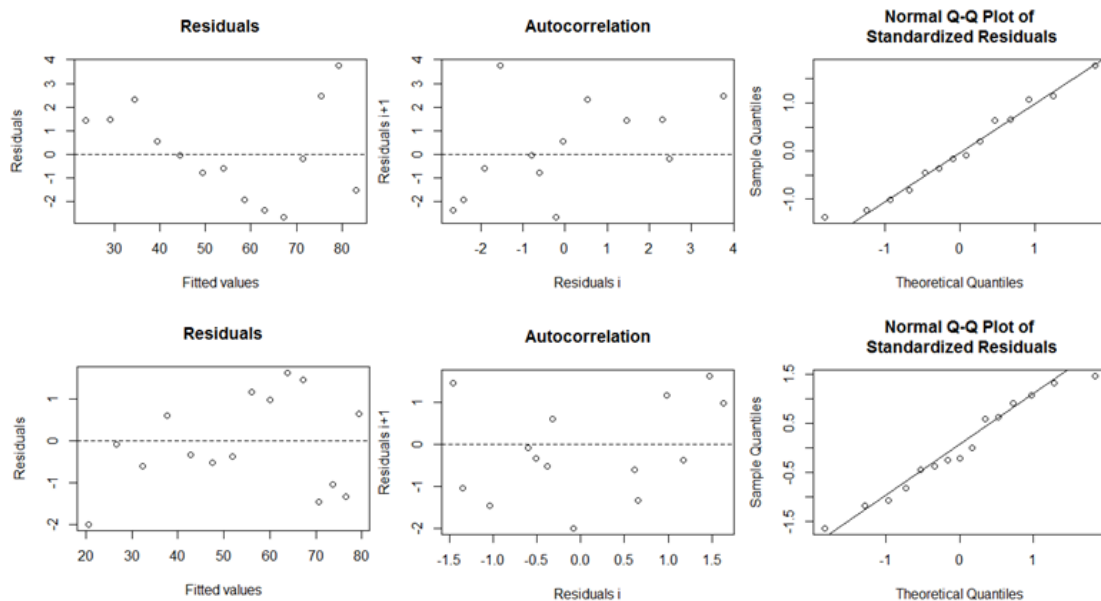 Residuals
Residuals
4
3
2
1
0
-1
-2
30 40 50 60 70 80
Fitted values
Autocorrelation
Residuals i+1
4
3
2
1
0
-1
-2
-2 -1 0 1 2 3 4
Residuals i
Normal Q-Q Plot of
Standardized Residuals
Sample Quantiles
1.0
0.0
-1.0
-1 0 1
Theoretical Quantiles
Residuals
Residuals
1
0
-1
-2
20 30 40 50 60 70 80
Fitted values
Autocorrelation
Residuals i+1
1
0
-1
-2
-1.5 -1.0 -0.5 0.0 0.5 1.0 1.5
Residuals i
Normal Q-Q Plot of
Standardized Residuals
Sample Quantiles
1.5
0.5
-0.5
-1.5
-1 0 1
Theoretical Quantiles